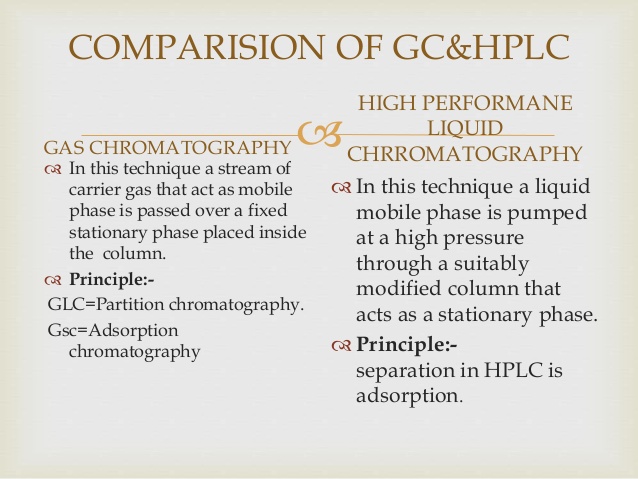 COMPARISION OF GC&HPLC
GAS CHROMATOGRAPHY
In this technique a stream of
carrier gas that act as mobile
phase is passed over a fixed
stationary phase placed inside
the column.
Principle:-
GLC=Partition chromatography.
Gsc=Adsorption
chromatography
HIGH PERFORMANE
LIQUID
CHRROMATOGRAPHY
In this technique a liquid
mobile phase is pumped
at a high pressure
through a suitably
modified column that
acts as a stationary phase.
Principle:-
separation in HPLC is
adsorption.